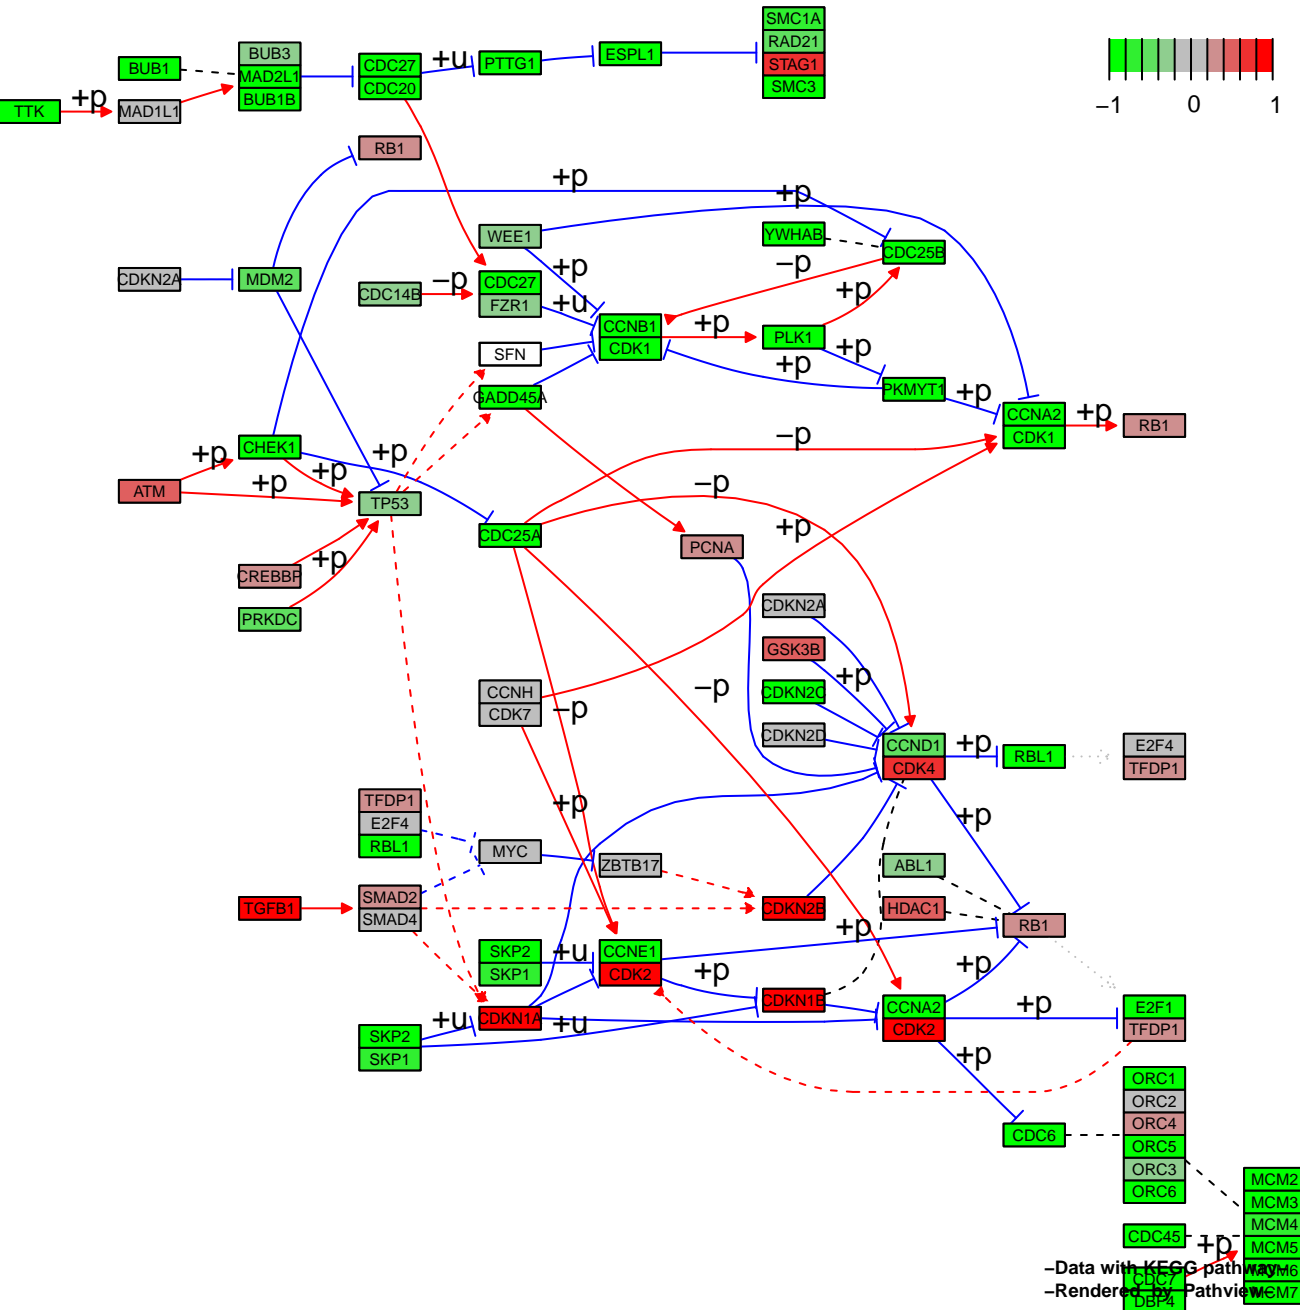 SMC1A
BUB3 RAD21
BUB1 CDC27 +u PTTG1 ESPL1 STAG1
MAD2L1 CDC20 SMC3
BUB1B
TTK +p MAD1L1
−1 0 1
RB1
+p
+p
WEE1 YWHAB
CDC25B
+p −p
CDKN2A MDM2 CDC27
CDC14B −p FZR1 +u +p
CCNB1 +p PLK1
SFN CDK1 +p
+p
GADD45A PKMYT1 +p
CCNA2 +p RB1
−p CDK1
CHEK1 +p
+p +p
ATM +p −p
TP53
CDC25A +p
PCNA
+p
CREBBP
PRKDC CDKN2A
GSK3B
+p
CCNH −p CDKN2C
CDK7 −p
CDKN2D CCND1 +p RBL1 E2F4
CDK4 TFDP1
TFDP1 +p +p
E2F4
RBL1 MYC ZBTB17 ABL1
SMAD2
TGFB1 CDKN2B HDAC1
SMAD4 +p RB1
SKP2 +u CCNE1
SKP1 CDK2 +p +p
CDKN1B CCNA2 +p E2F1
CDKN1A CDK2 TFDP1
+u +u
SKP2
SKP1 +p
ORC1
ORC2
ORC4
CDC6 ORC5
ORC3
ORC6 MCM2
MCM3
MCM4
CDC45 +p MCM5
−Data with KEGG pathway− MCM6
CDC7
−Rendered by Pathview− MCM7
DBF4